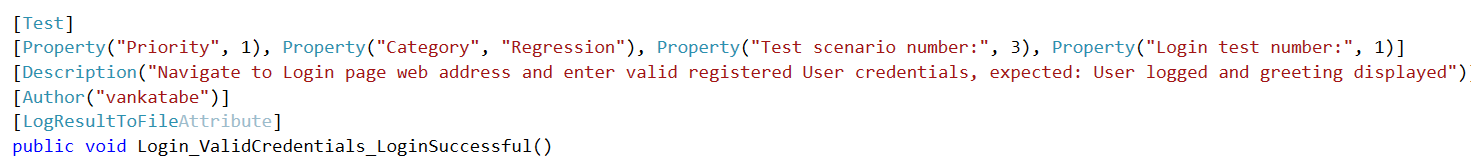 [Test]
[Property("Priority", 1), Property("Category", "Regression"), Property("Test scenario number:", 3), Property("Login test number:", 1)]
[Description("Navigate to Login page web address and enter valid registered User credentials, expected: User logged and greeting displayed")]
[Author("vankatabe")]
[LogResultToFileAttribute]
public void Login_ValidCredentials_LoginSuccessful()